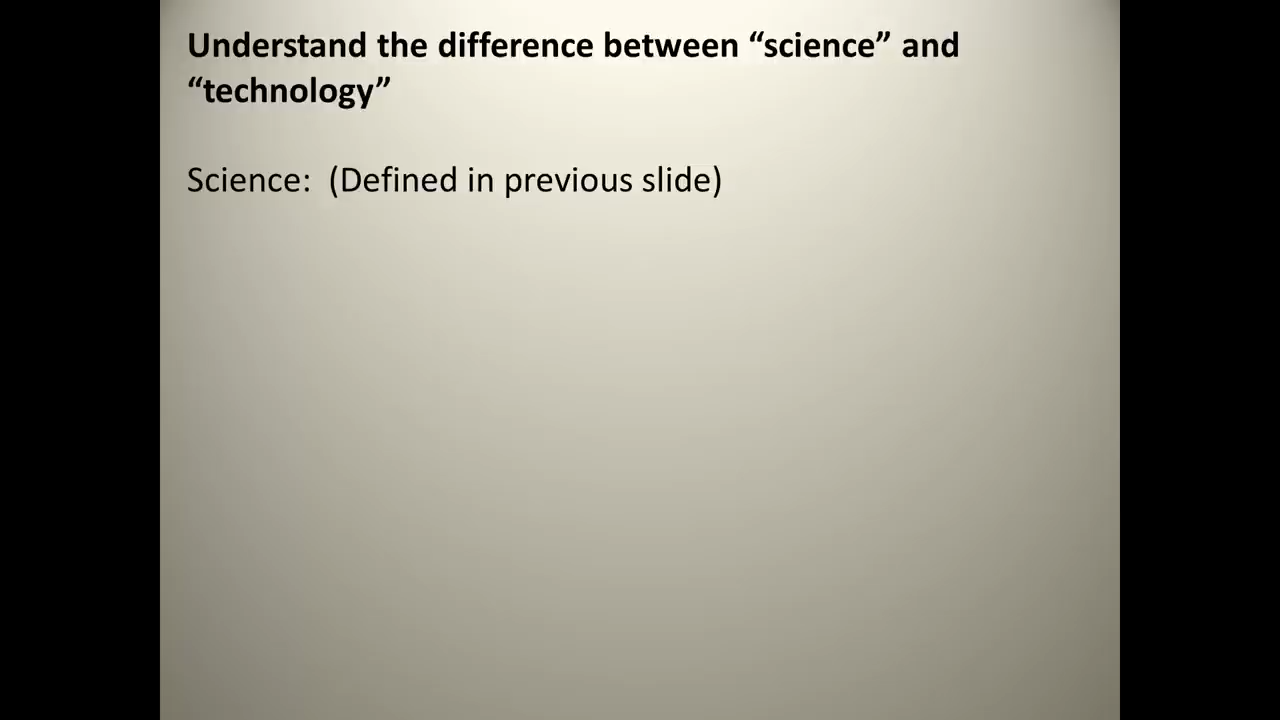 Understand the difference between “science” and
“technology”
Science:  (Defined in previous slide)